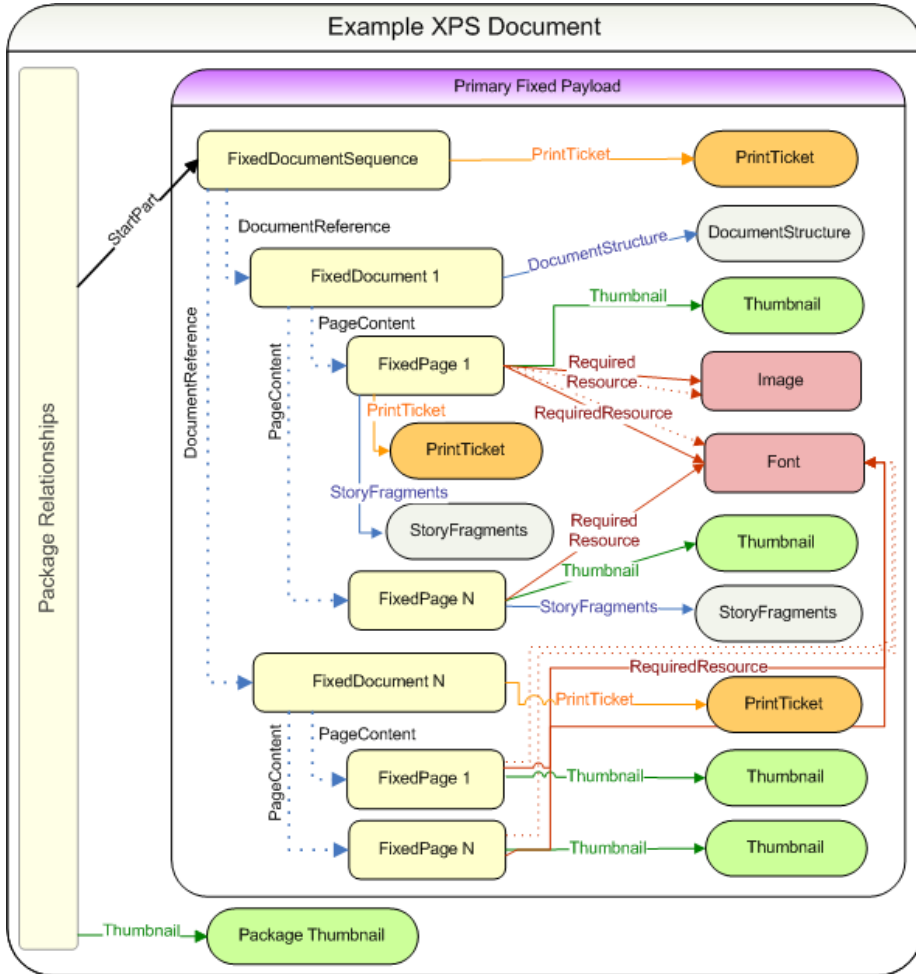 Example XPS Document
Primary Fixed Payload
Package Relationships
StartPart
FixedDocumentSequence
PrintTicket
PrintTicket
DocumentReference
DocumentReference
FixedDocument 1
DocumentStructure
DocumentStructure
PageContent
PageContent
FixedPage 1
Thumbnail
Thumbnail
Required
Resource
Image
RequiredResource
Font
PrintTicket
PrintTicket
StoryFragments
StoryFragments
Required
Resource
FixedPage N
Thumbnail
Thumbnail
StoryFragments
StoryFragments
FixedDocument N
RequiredResource
PrintTicket
PrintTicket
PageContent
PageContent
FixedPage 1
Thumbnail
Thumbnail
FixedPage N
Thumbnail
Thumbnail
Thumbnail
Package Thumbnail